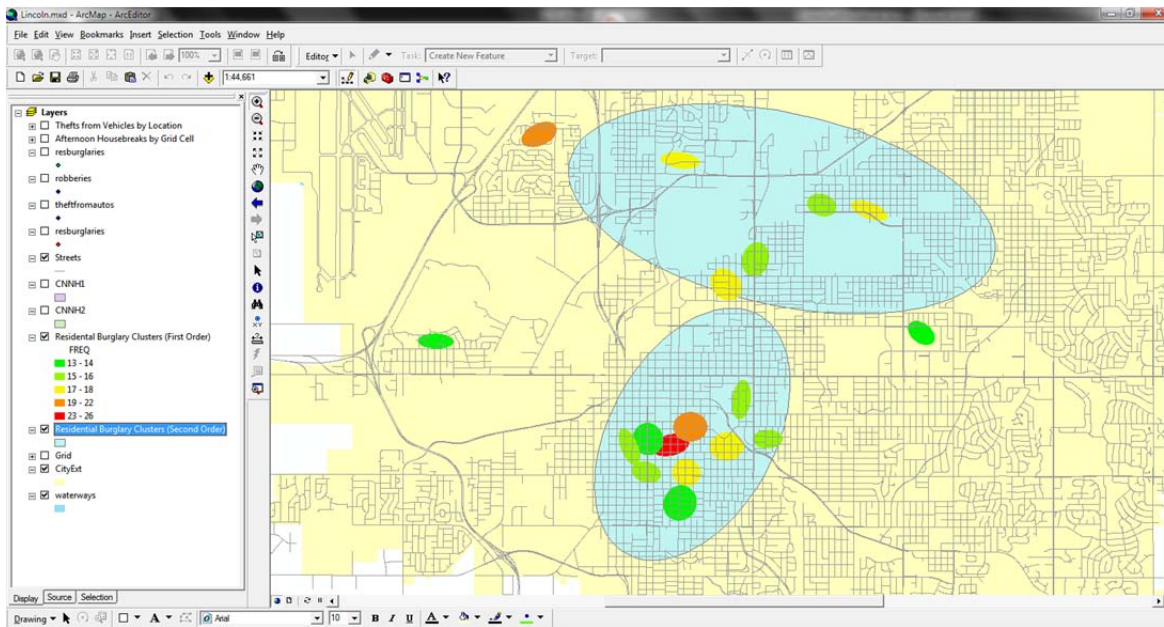 Lincoln.mxd - ArcMap - ArcEditor
File Edit View Bookmarks Insert Selection Tools Window Help
100% Editor Task: Create New Feature Target:
1:44,661
Layers
Thefts from Vehicles by Location
Afternoon Housebreaks by Grid Cell
resburglaries
robberies
theftfromautos
resburglaries
Streets
CNNH1
CNNH2
Residental Burglary Clusters (First Order)
FREQ
13 - 14
15 - 16
17 - 18
19 - 22
23 - 26
Residential Burglary Clusters (Second Order)
Grid
CityExt
waterways
Display Source Selection
Drawing A Arial 10 B I U A